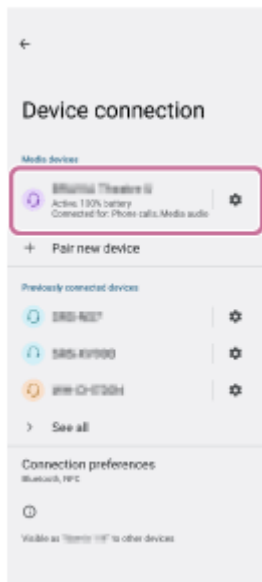 Device connection
Media devices
Active, 100% battery
Connected for: Phone calls, Media audio
+ Pair new device
Previously connected devices
See all
Connection preferences
Bluetooth, NFC
Visible as to other devices